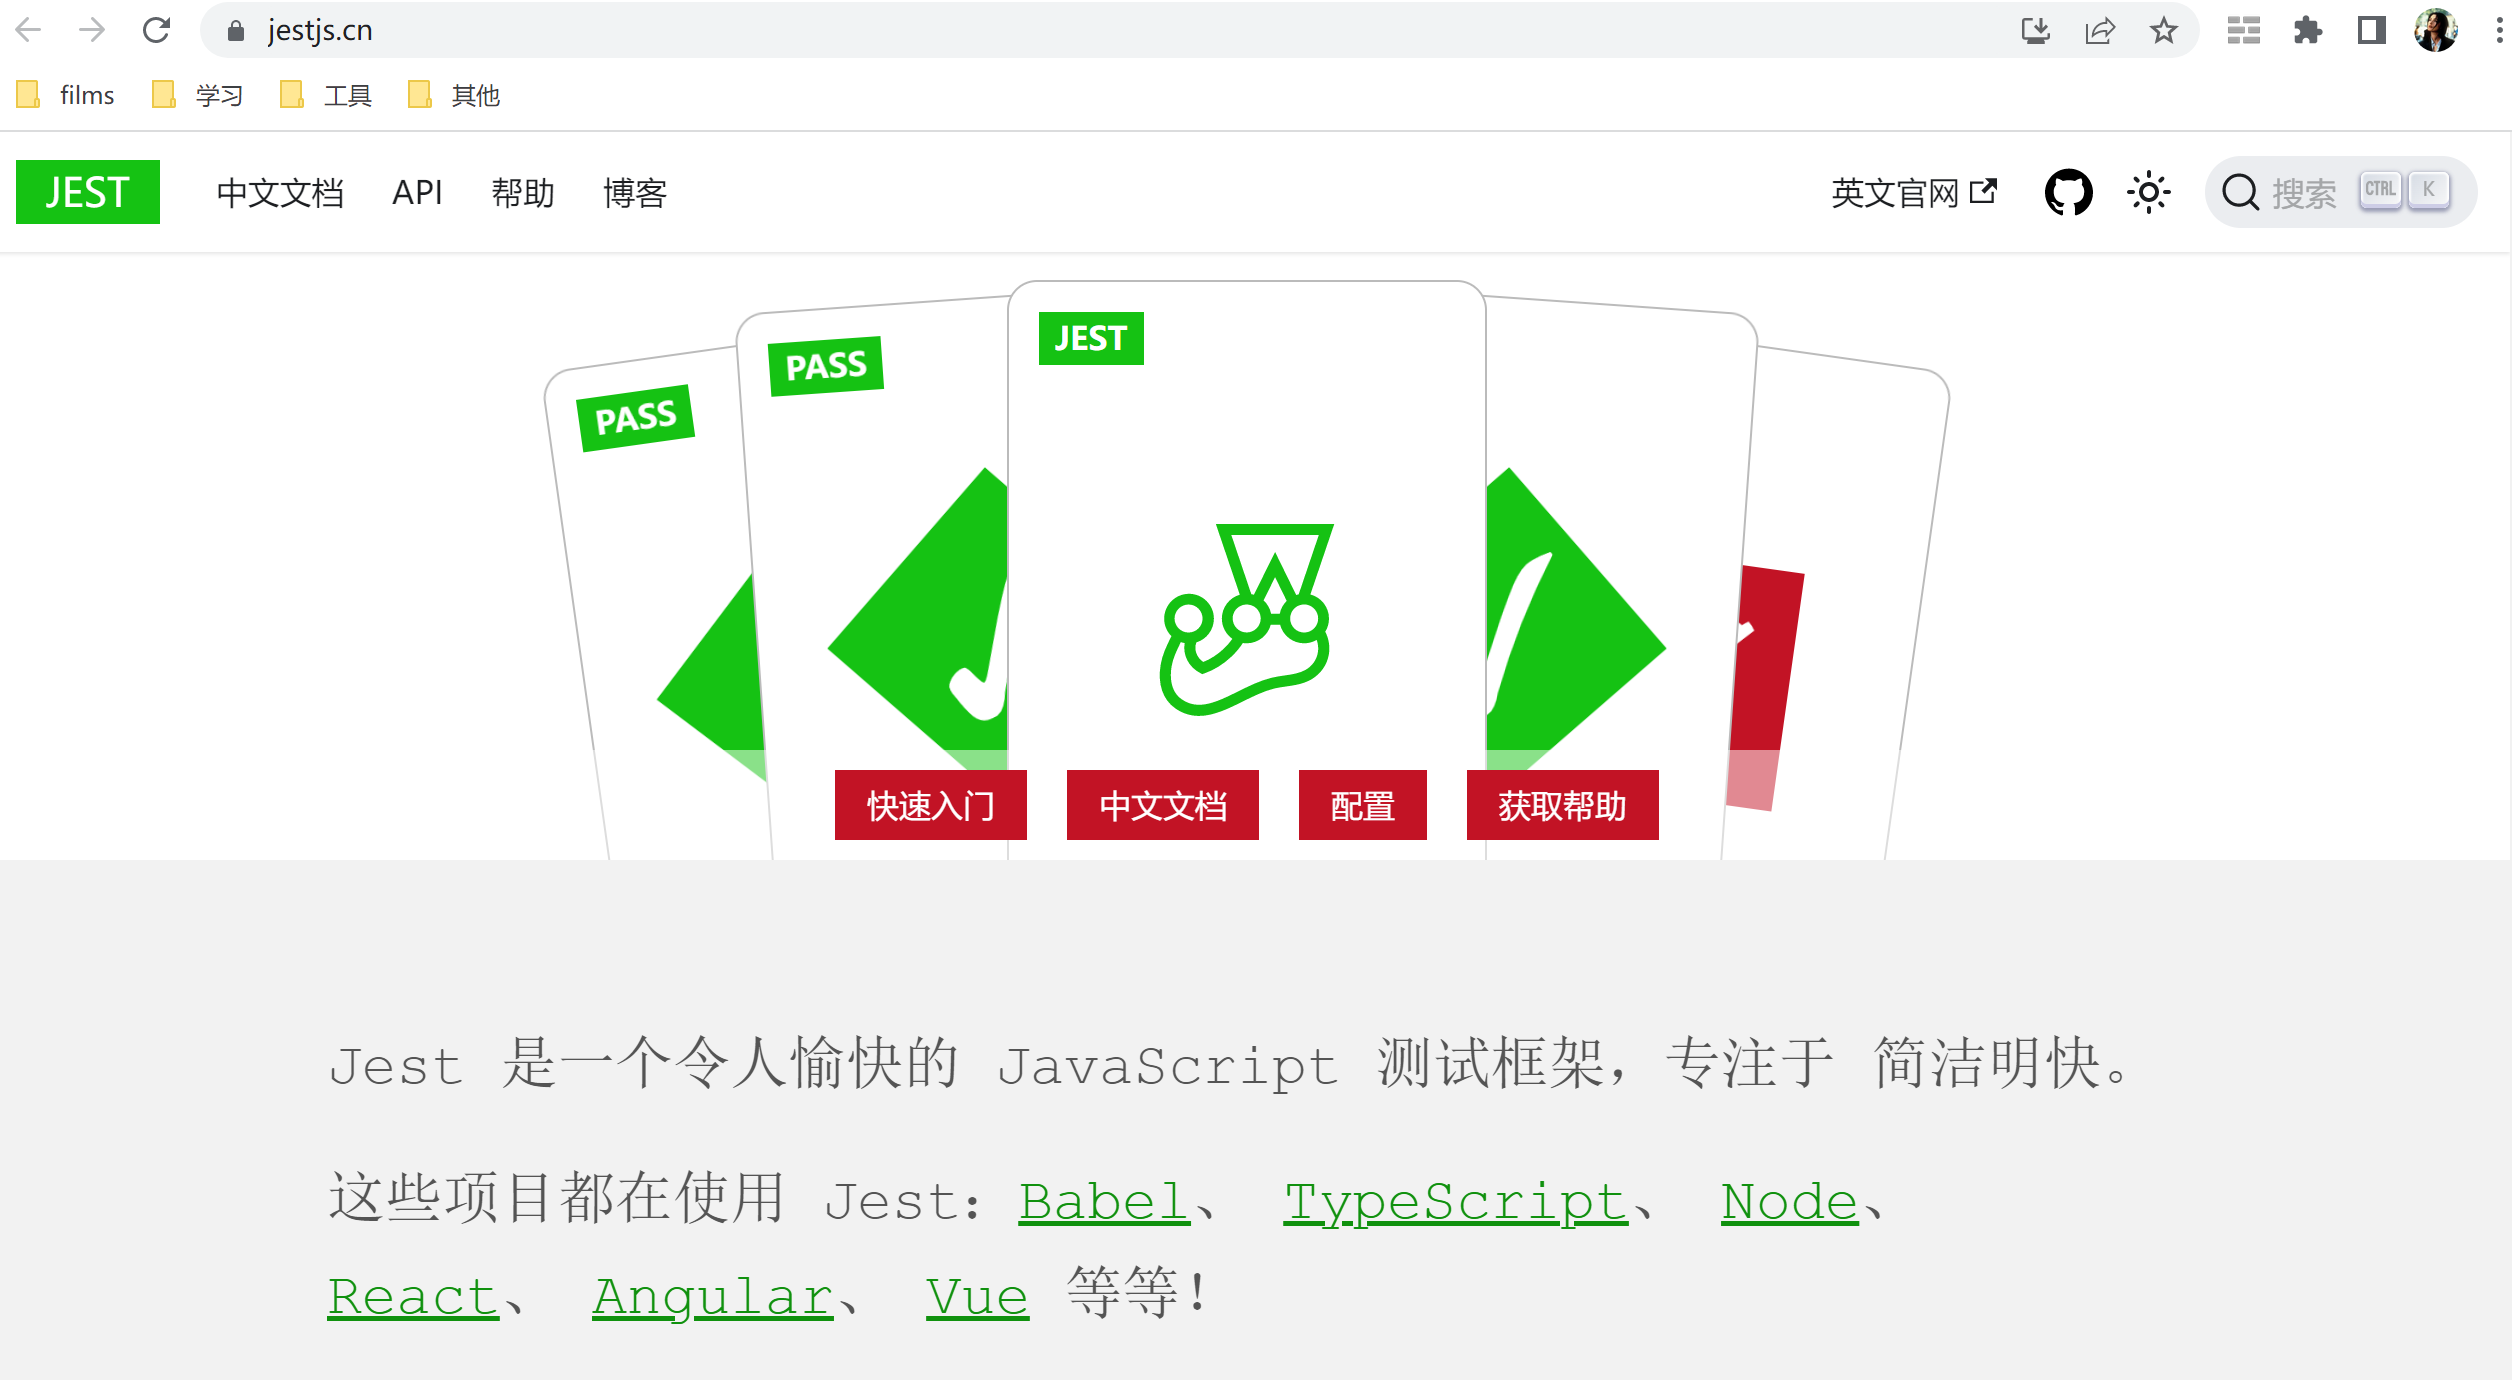 jestjs.cn
films 学习 工具 其他
JEST 中文文档 API 帮助 博客 英文官网 搜索 CTRL K
JEST
PASS
PASS
快速入门 中文文档 配置 获取帮助
Jest 是一个令人愉快的 JavaScript 测试框架，专注于 简洁明快。
这些项目都在使用 Jest：Babel、 TypeScript、 Node、
React、 Angular、 Vue 等等！